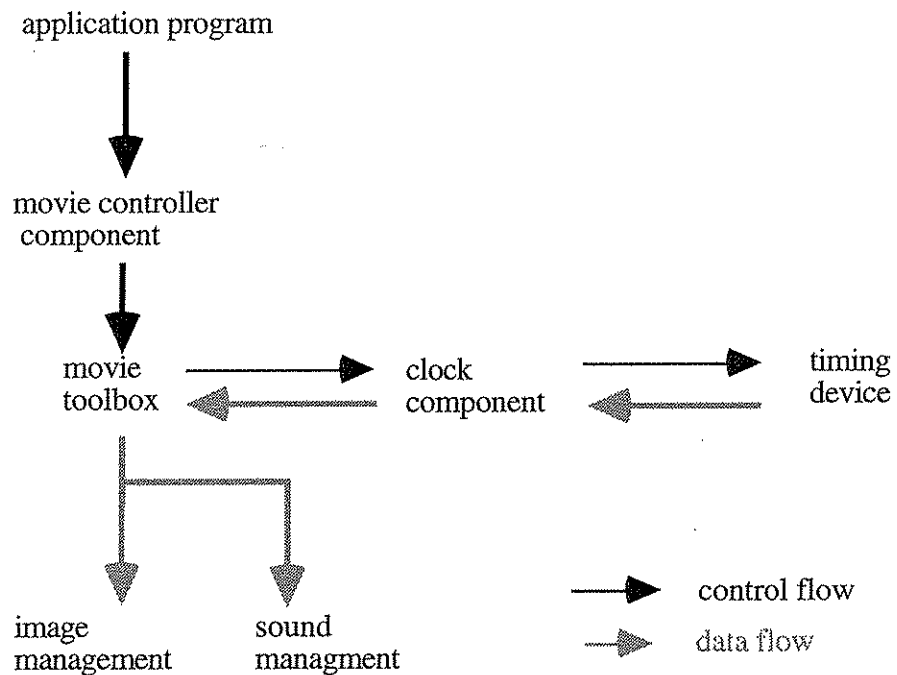 application program
movie controller
component
movie
toolbox
clock
component
timing
device
image
management
sound
managment
control flow
data flow